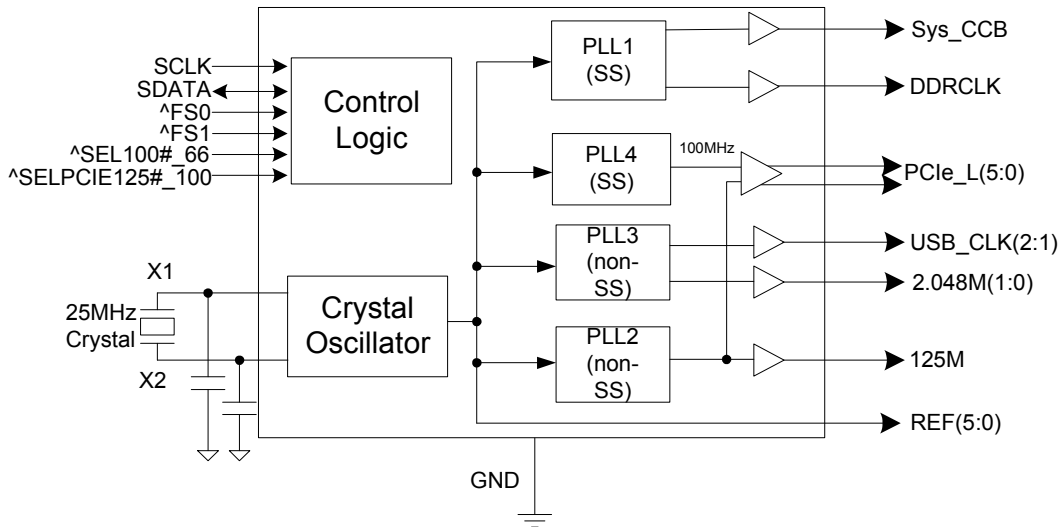 SCLK
SDATA
^FS0
^FS1
^SEL100#_66
^SELPCIE125#_100
Control
Logic
X1
25MHz
Crystal
X2
Crystal
Oscillator
PLL1
(SS)
PLL4
(SS)
100MHz
PLL3
(non-
SS)
PLL2
(non-
SS)
Sys_CCB
DDRCLK
PCIe_L(5:0)
USB_CLK(2:1)
2.048M(1:0)
125M
REF(5:0)
GND